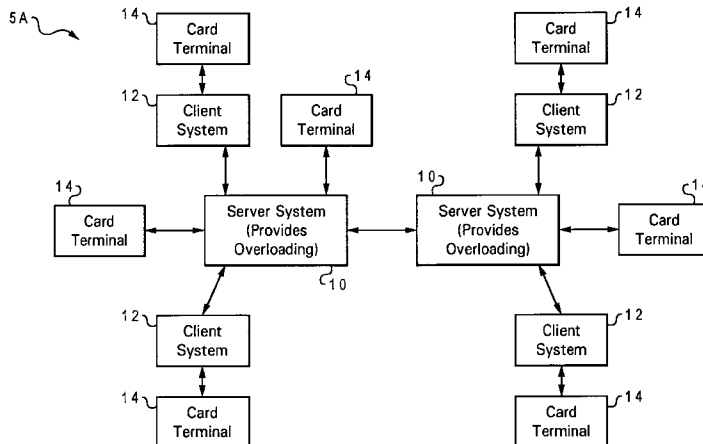 5A
14
Card
Terminal
12
Client
System
14
Card
Terminal
14
Card
Terminal
12
Client
System
14
Card
Terminal
Server System
(Provides
Overloading)
10
10
Server System
(Provides
Overloading)
Card
Terminal
12
Client
System
14
Card
Terminal
12
Client
System
14
Card
Terminal